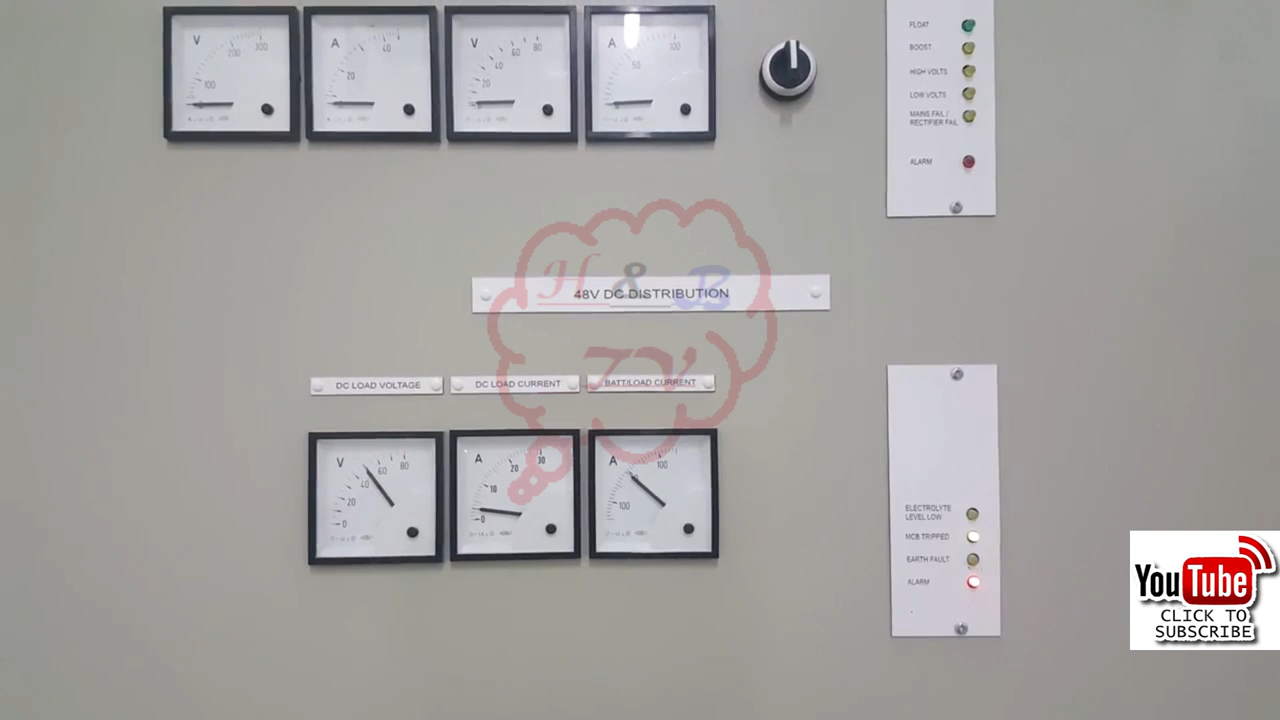 V
100
200
300
A
20
40
V
20
40
60
80
A
50
100
FLOAT
BOOST
HIGH VOLTS
LOW VOLTS
MAINS FAIL /
RECTIFIER FAIL
ALARM
H & B
TV
48V DC DISTRIBUTION
DC LOAD VOLTAGE
DC LOAD CURRENT
BATT/LOAD CURRENT
V
0
20
40
60
80
A
0
10
20
30
A
100
100
ELECTROLYTE
LEVEL LOW
MCB TRIPPED
EARTH FAULT
ALARM
YouTube
CLICK TO
SUBSCRIBE